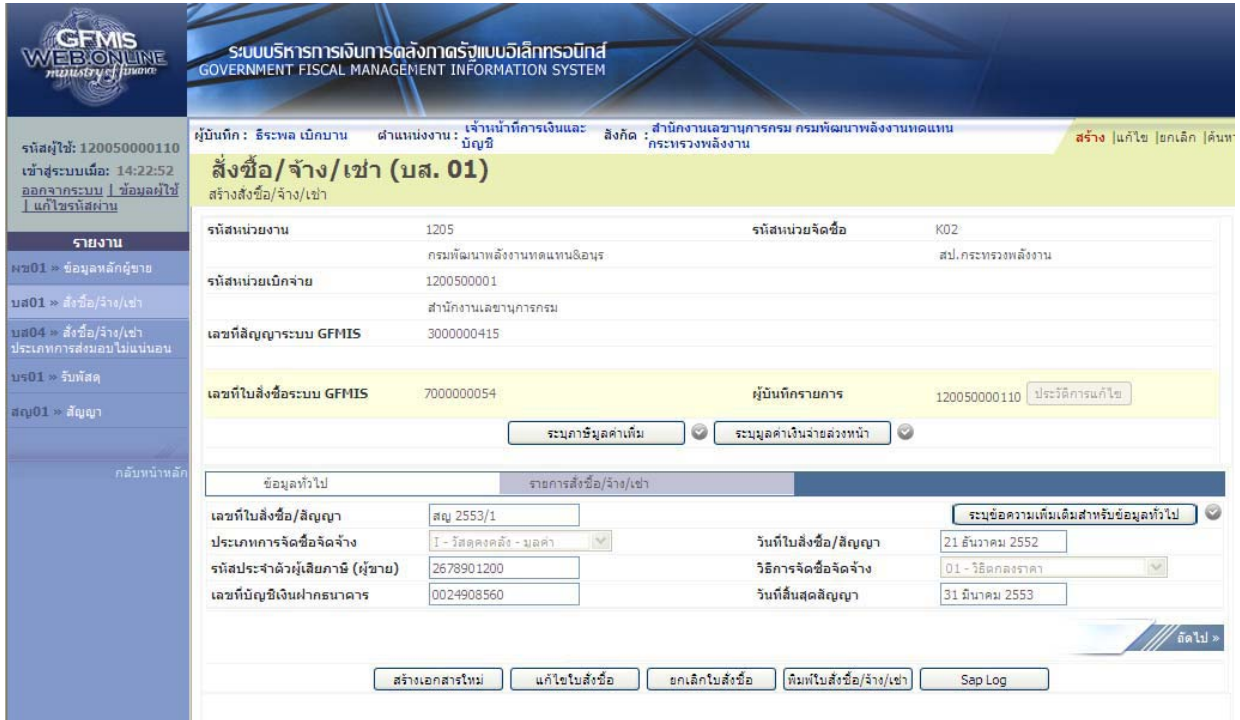 GFMIS
WEB ONLINE
ministry of finance
ระบบบริหารการเงินการคลังภาครัฐแบบอิเล็กทรอนิกส์
GOVERNMENT FISCAL MANAGEMENT INFORMATION SYSTEM
รหัสผู้ใช้: 120050000110
เข้าสู่ระบบเมื่อ: 14:22:52
ออกจากระบบ | ข้อมูลผู้ใช้
| แก้ไขรหัสผ่าน
รายงาน
ผข01 » ข้อมูลหลักผู้ขาย
บส01 » สั่งซื้อ/จ้าง/เช่า
บส04 » สั่งซื้อ/จ้าง/เช่า
ประเภทการส่งมอบไม่แน่นอน
บร01 » รับพัสดุ
สญ01 » สัญญา
กลับหน้าหลัก
ผู้บันทึก : ธีระพล เบิกบาน ตำแหน่งงาน : เจ้าหน้าที่การเงินและบัญชี สังกัด : สำนักงานเลขานุการกรม กรมพัฒนาพลังงานทดแทน กระทรวงพลังงาน
สร้าง |แก้ไข |ยกเลิก |ค้นหา
สั่งซื้อ/จ้าง/เช่า (บส. 01)
สร้างสั่งซื้อ/จ้าง/เช่า
รหัสหน่วยงาน 1205 รหัสหน่วยจัดซื้อ K02
กรมพัฒนาพลังงานทดแทน&อนุร สป.กระทรวงพลังงาน
รหัสหน่วยเบิกจ่าย 1200500001
สำนักงานเลขานุการกรม
เลขที่สัญญาระบบ GFMIS 3000000415
เลขที่ใบสั่งซื้อระบบ GFMIS 7000000054 ผู้บันทึกรายการ 120050000110 ประวัติการแก้ไข
ระบุภาษีมูลค่าเพิ่ม ระบุมูลค่าเงินจ่ายล่วงหน้า
ข้อมูลทั่วไป รายการสั่งซื้อ/จ้าง/เช่า
เลขที่ใบสั่งซื้อ/สัญญา สญ 2553/1 ระบุข้อความเพิ่มเติมสำหรับข้อมูลทั่วไป
ประเภทการจัดซื้อจัดจ้าง I - วัสดุคงคลัง - มูลค่า วันที่ใบสั่งซื้อ/สัญญา 21 ธันวาคม 2552
รหัสประจำตัวผู้เสียภาษี (ผู้ขาย) 2678901200 วิธีการจัดซื้อจัดจ้าง 01 - วิธีตกลงราคา
เลขที่บัญชีเงินฝากธนาคาร 0024908560 วันที่สิ้นสุดสัญญา 31 มีนาคม 2553
ถัดไป »
สร้างเอกสารใหม่ แก้ไขใบสั่งซื้อ ยกเลิกใบสั่งซื้อ พิมพ์ใบสั่งซื้อ/จ้าง/เช่า Sap Log